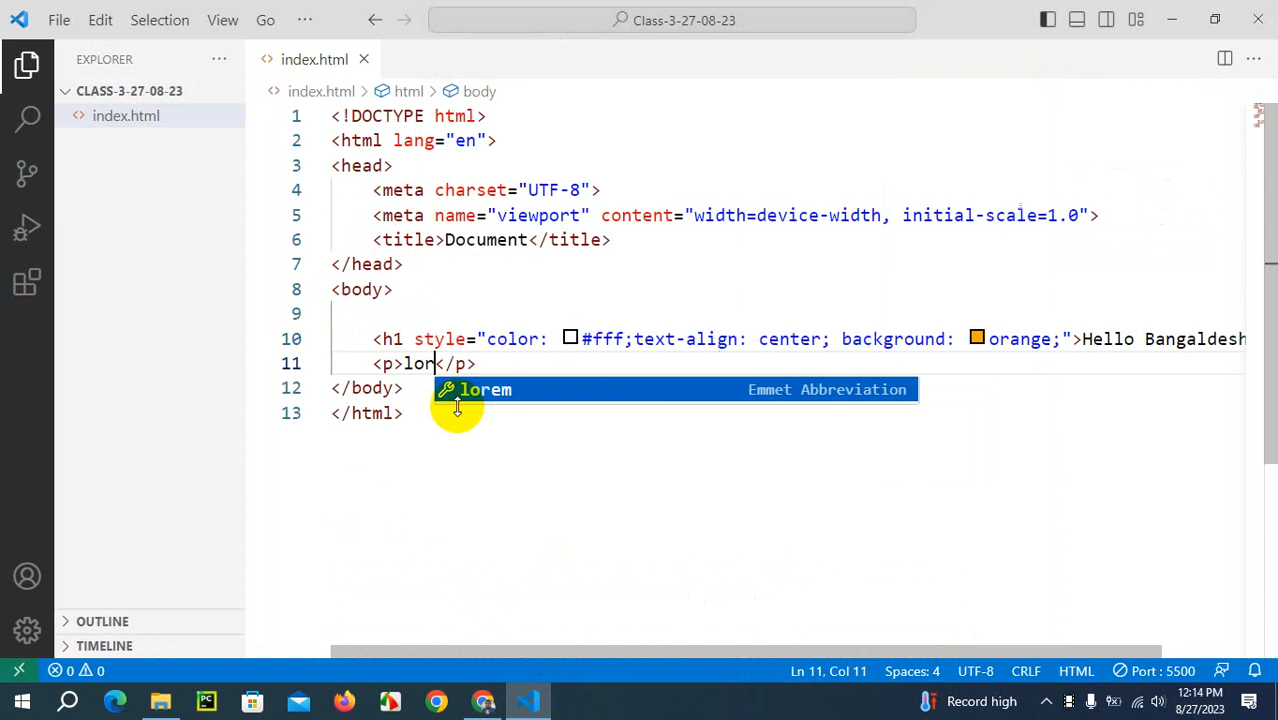 File Edit Selection View Go ··· Class-3-27-08-23
EXPLORER ···
index.html
CLASS-3-27-08-23
index.html
index.html > html > body
1 <!DOCTYPE html>
2 <html lang="en">
3 <head>
4 <meta charset="UTF-8">
5 <meta name="viewport" content="width=device-width, initial-scale=1.0">
6 <title>Document</title>
7 </head>
8 <body>
9
10 <h1 style="color: #fff;text-align: center; background: orange;">Hello Bangaldesh
11 <p>lor</p>
lorem Emmet Abbreviation
12 </body>
13 </html>
OUTLINE
TIMELINE
0 0 Ln 11, Col 11 Spaces: 4 UTF-8 CRLF HTML Port : 5500
PC Record high 12:14 PM
8/27/2023